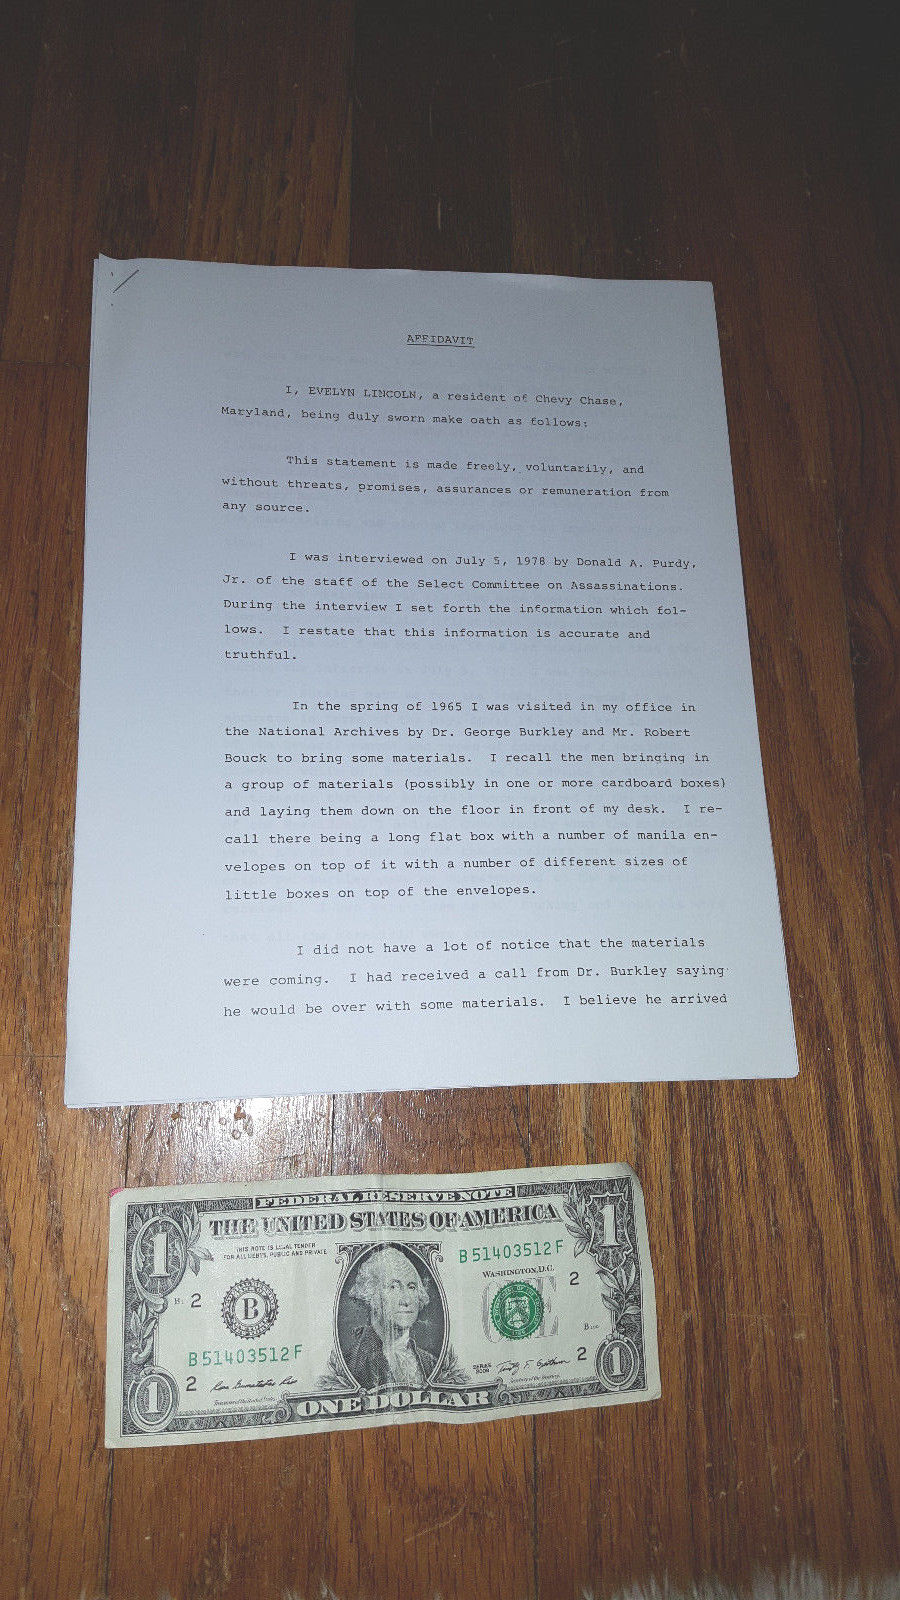 AFFIDAVIT
I, EVELYN LINCOLN, a resident of Chevy Chase,
Maryland, being duly sworn make oath as follows:
This statement is made freely, voluntarily, and
without threats, promises, assurances or remuneration from
any source.
I was interviewed on July 5, 1978 by Donald A. Purdy,
Jr. of the staff of the Select Committee on Assassinations.
During the interview I set forth the information which fol-
lows. I restate that this information is accurate and
truthful.
In the spring of 1965 I was visited in my office in
the National Archives by Dr. George Burkley and Mr. Robert
Bouck to bring some materials. I recall the men bringing in
a group of materials (possibly in one or more cardboard boxes)
and laying them down on the floor in front of my desk. I re-
call there being a long flat box with a number of manila en-
velopes on top of it with a number of different sizes of
little boxes on top of the envelopes.
I did not have a lot of notice that the materials
were coming. I had received a call from Dr. Burkley saying
he would be over with some materials. I believe he arrived
FEDERAL RESERVE NOTE
THE UNITED STATES OF AMERICA
1
1
THIS NOTE IS LEGAL TENDER
FOR ALL DEBTS, PUBLIC AND PRIVATE
B 51403512 F
WASHINGTON, D.C.
2
2
B
ONE
B 51403512 F
2
2
SERIES
2009
1
1
ONE DOLLAR